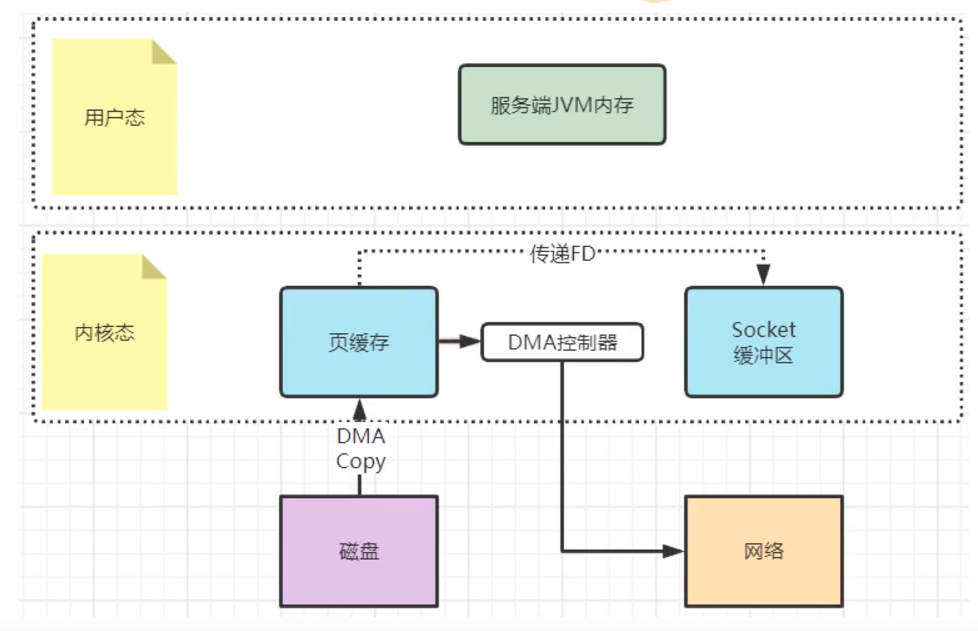 用户态
服务端JVM内存
传递FD
内核态
页缓存
DMA控制器
Socket
缓冲区
DMA
Copy
磁盘
网络